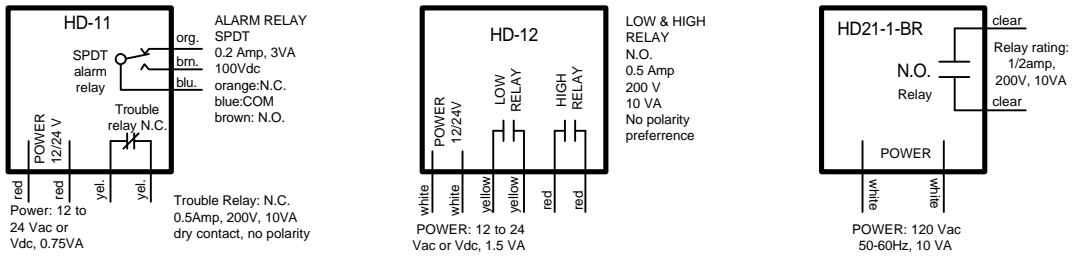 HD-11
SPDT
alarm
relay
org.
brn.
blu.
ALARM RELAY
SPDT
0.2 Amp, 3VA
100Vdc
orange:N.C.
blue:COM
brown: N.O.
Trouble
relay N.C.
POWER
12/24 V
red
red
yel.
yel.
Power: 12 to
24 Vac or
Vdc, 0.75VA
Trouble Relay: N.C.
0.5Amp, 200V, 10VA
dry contact, no polarity
HD-12
POWER
12/24V
LOW
RELAY
HIGH
RELAY
white
white
yellow
yellow
red
red
POWER: 12 to 24
Vac or Vdc, 1.5 VA
LOW & HIGH
RELAY
N.O.
0.5 Amp
200 V
10 VA
No polarity
preferrence
HD21-1-BR
N.O.
Relay
clear
Relay rating:
1/2amp,
200V, 10VA
clear
POWER
white
white
POWER: 120 Vac
50-60Hz, 10 VA